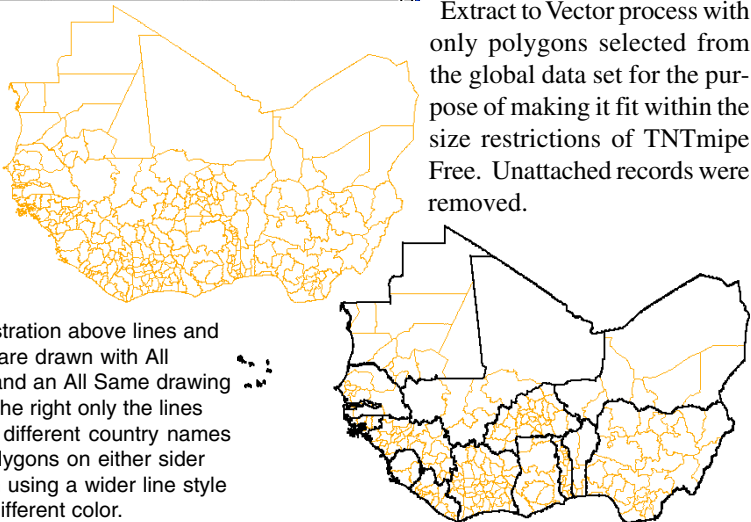 Extract to Vector process with
only polygons selected from
the global data set for the pur-
pose of making it fit within the
size restrictions of TNTmipe
Free. Unattached records were
removed.
stration above lines and
are drawn with All
and an All Same drawing
he right only the lines
different country names
lygons on either sider
using a wider line style
ifferent color.